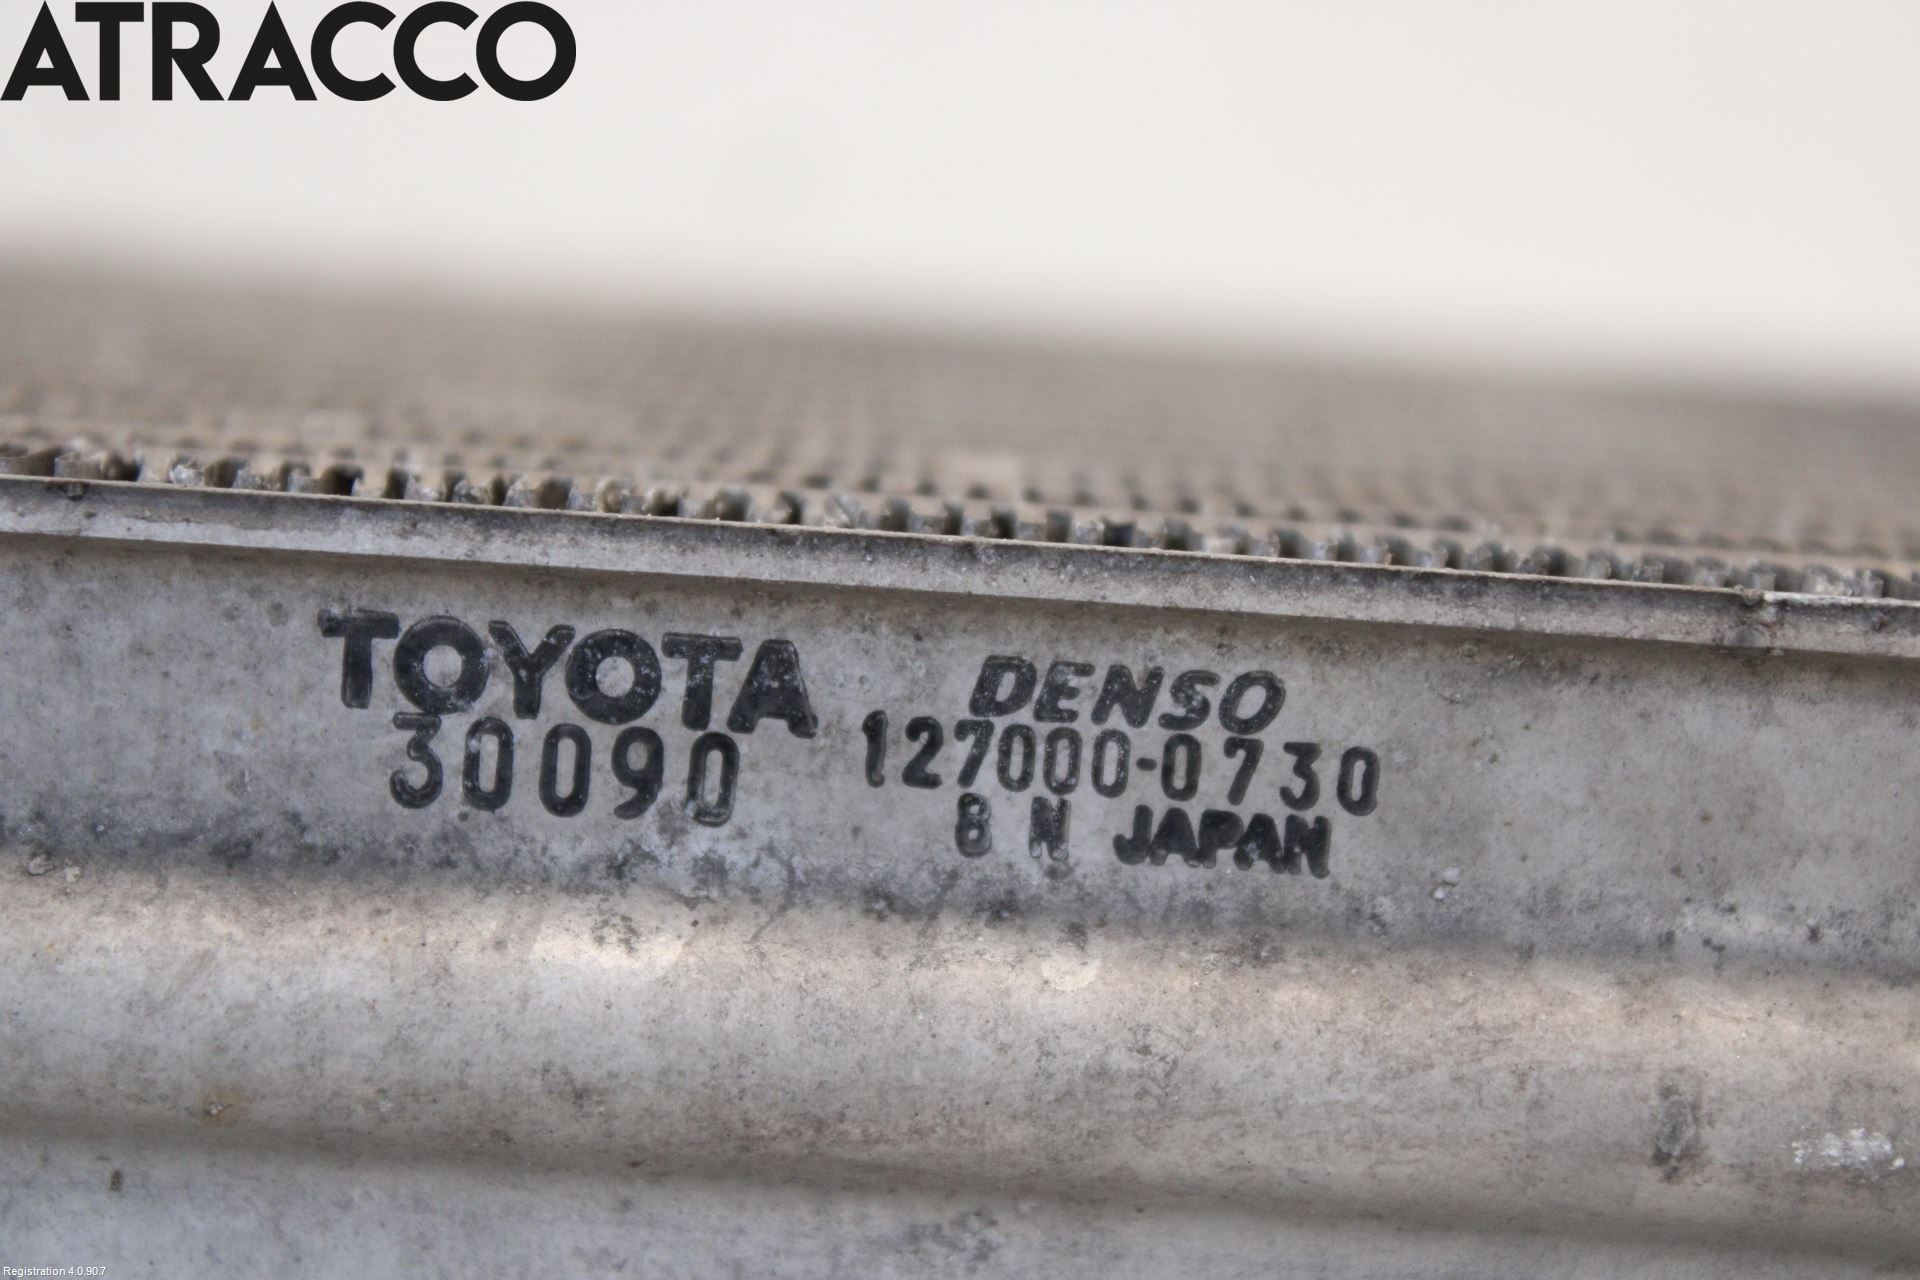 ATRACCO
TOYOTA
30090
DENSO
127000-0730
8 N JAPAN
Registration 4.0.90.7